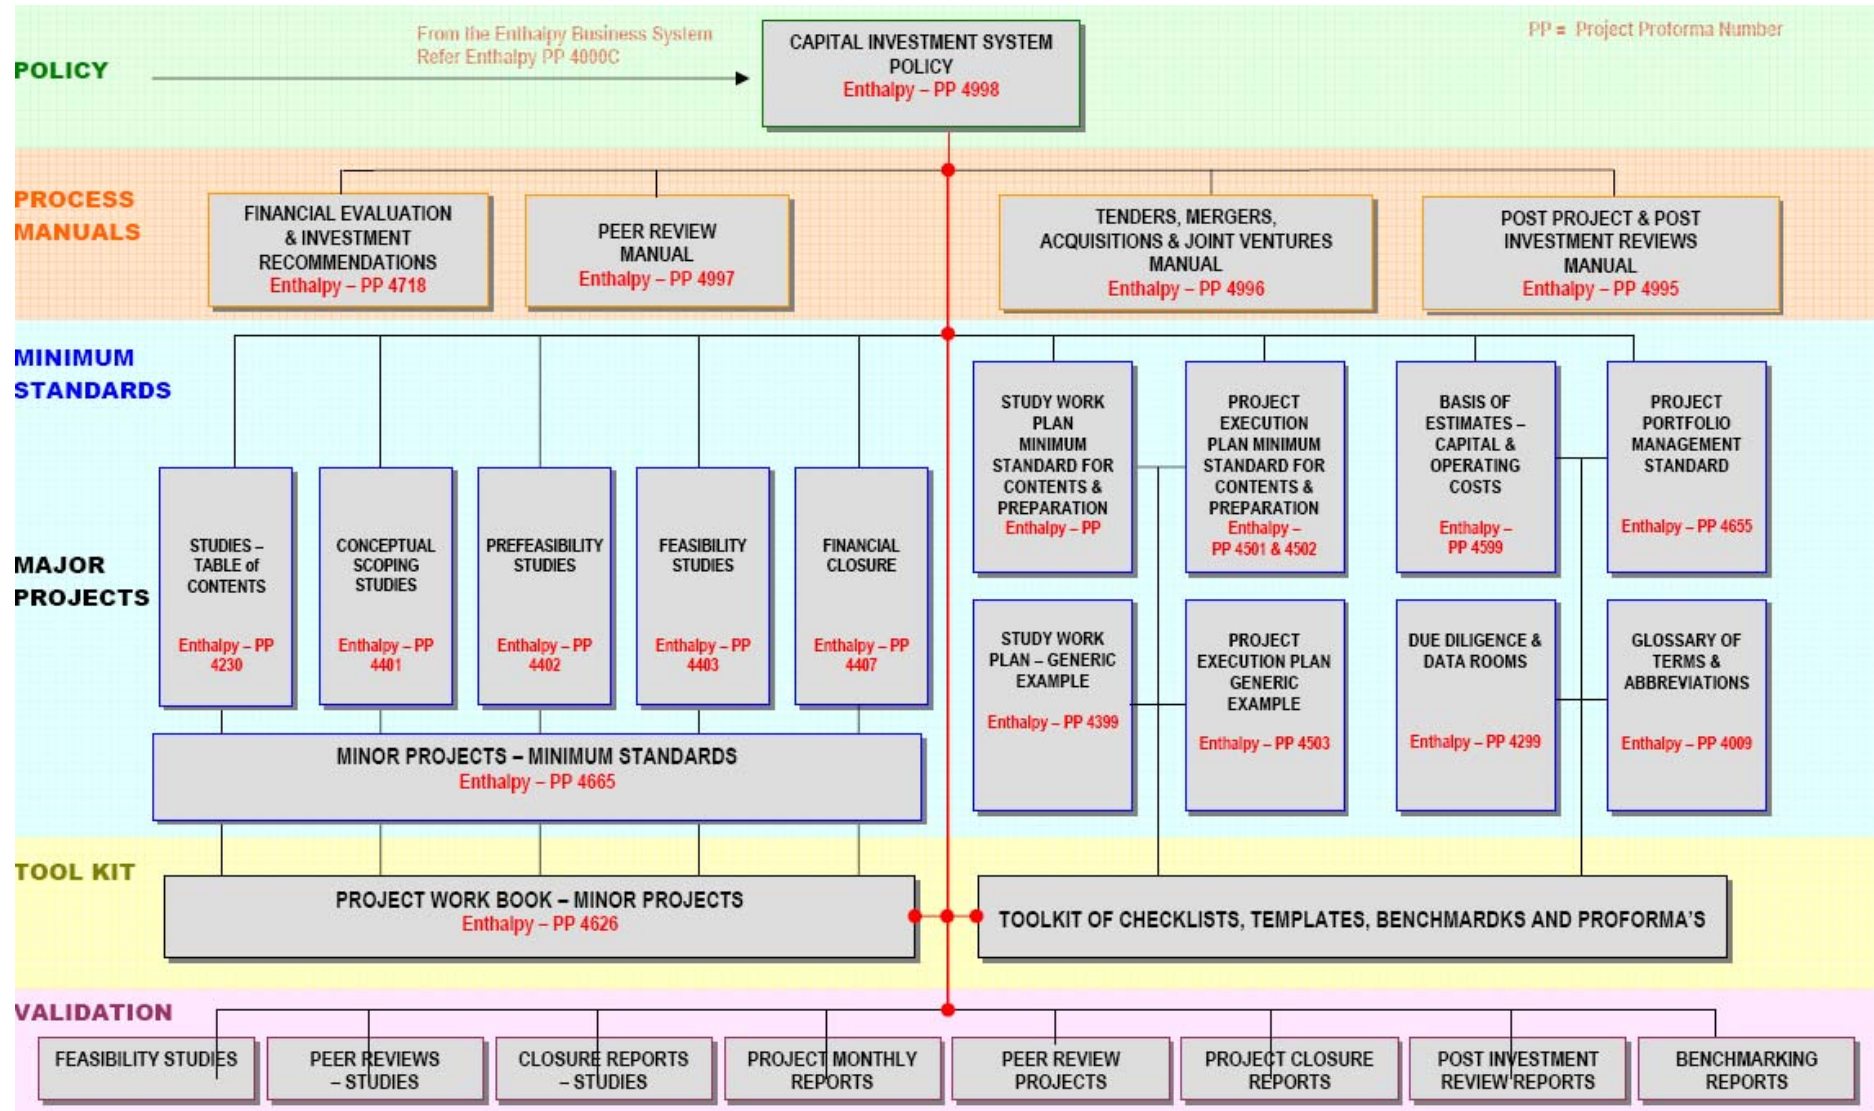 From the Enthalpy Business System
Refer Enthalpy PP 4000C
PP = Project Proforma Number
POLICY
CAPITAL INVESTMENT SYSTEM
POLICY
Enthalpy – PP 4998
PROCESS
MANUALS
FINANCIAL EVALUATION
& INVESTMENT
RECOMMENDATIONS
Enthalpy – PP 4718
PEER REVIEW
MANUAL
Enthalpy – PP 4997
TENDERS, MERGERS,
ACQUISITIONS & JOINT VENTURES
MANUAL
Enthalpy – PP 4996
POST PROJECT & POST
INVESTMENT REVIEWS
MANUAL
Enthalpy – PP 4995
MINIMUM
STANDARDS
STUDY WORK
PLAN
MINIMUM
STANDARD FOR
CONTENTS &
PREPARATION
Enthalpy – PP
PROJECT
EXECUTION
PLAN MINIMUM
STANDARD FOR
CONTENTS &
PREPARATION
Enthalpy –
PP 4501 & 4502
BASIS OF
ESTIMATES –
CAPITAL &
OPERATING
COSTS
Enthalpy –
PP 4599
PROJECT
PORTFOLIO
MANAGEMENT
STANDARD
Enthalpy – PP 4655
MAJOR
PROJECTS
STUDIES –
TABLE of
CONTENTS
Enthalpy – PP
4230
CONCEPTUAL
SCOPING
STUDIES
Enthalpy – PP
4401
PREFEASIBILITY
STUDIES
Enthalpy – PP
4402
FEASIBILITY
STUDIES
Enthalpy – PP
4403
FINANCIAL
CLOSURE
Enthalpy – PP
4407
STUDY WORK
PLAN – GENERIC
EXAMPLE
Enthalpy – PP 4399
PROJECT
EXECUTION PLAN
GENERIC
EXAMPLE
Enthalpy – PP 4503
DUE DILIGENCE &
DATA ROOMS
Enthalpy – PP 4299
GLOSSARY OF
TERMS &
ABBREVIATIONS
Enthalpy – PP 4009
MINOR PROJECTS – MINIMUM STANDARDS
Enthalpy – PP 4665
TOOL KIT
PROJECT WORK BOOK – MINOR PROJECTS
Enthalpy – PP 4626
TOOLKIT OF CHECKLISTS, TEMPLATES, BENCHMARDKS AND PROFORMA'S
VALIDATION
FEASIBILITY STUDIES
PEER REVIEWS
– STUDIES
CLOSURE REPORTS
– STUDIES
PROJECT MONTHLY
REPORTS
PEER REVIEW
PROJECTS
PROJECT CLOSURE
REPORTS
POST INVESTMENT
REVIEW REPORTS
BENCHMARKING
REPORTS